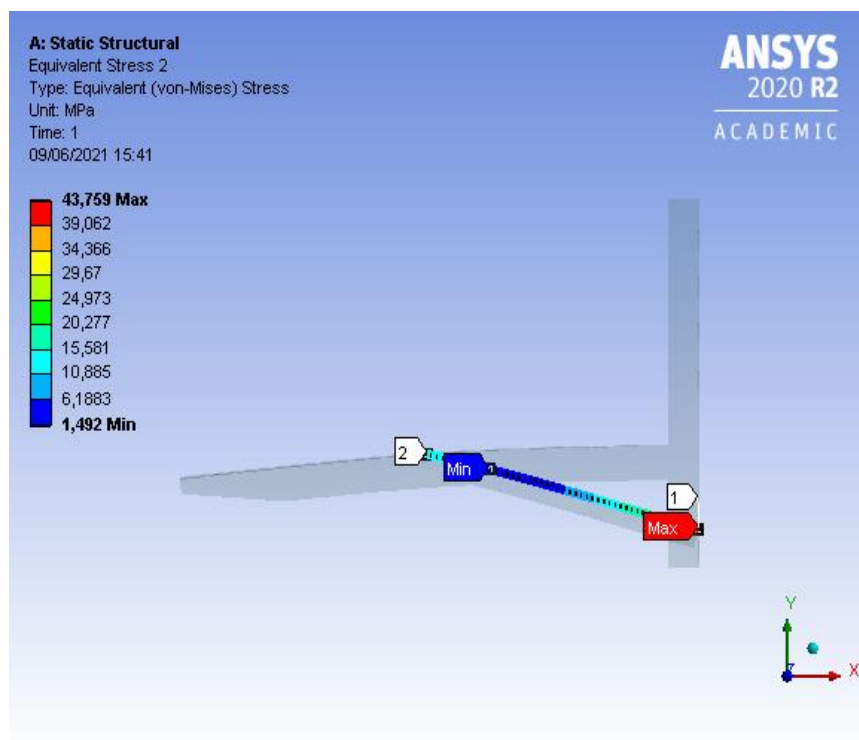 A: Static Structural
Equivalent Stress 2
Type: Equivalent (von-Mises) Stress
Unit: MPa
Time: 1
09/06/2021 15:41
ANSYS
2020 R2
ACADEMIC
43,759 Max
39,062
34,366
29,67
24,973
20,277
15,581
10,885
6,1883
1,492 Min
2
Min
1
Max
Y
Z
X